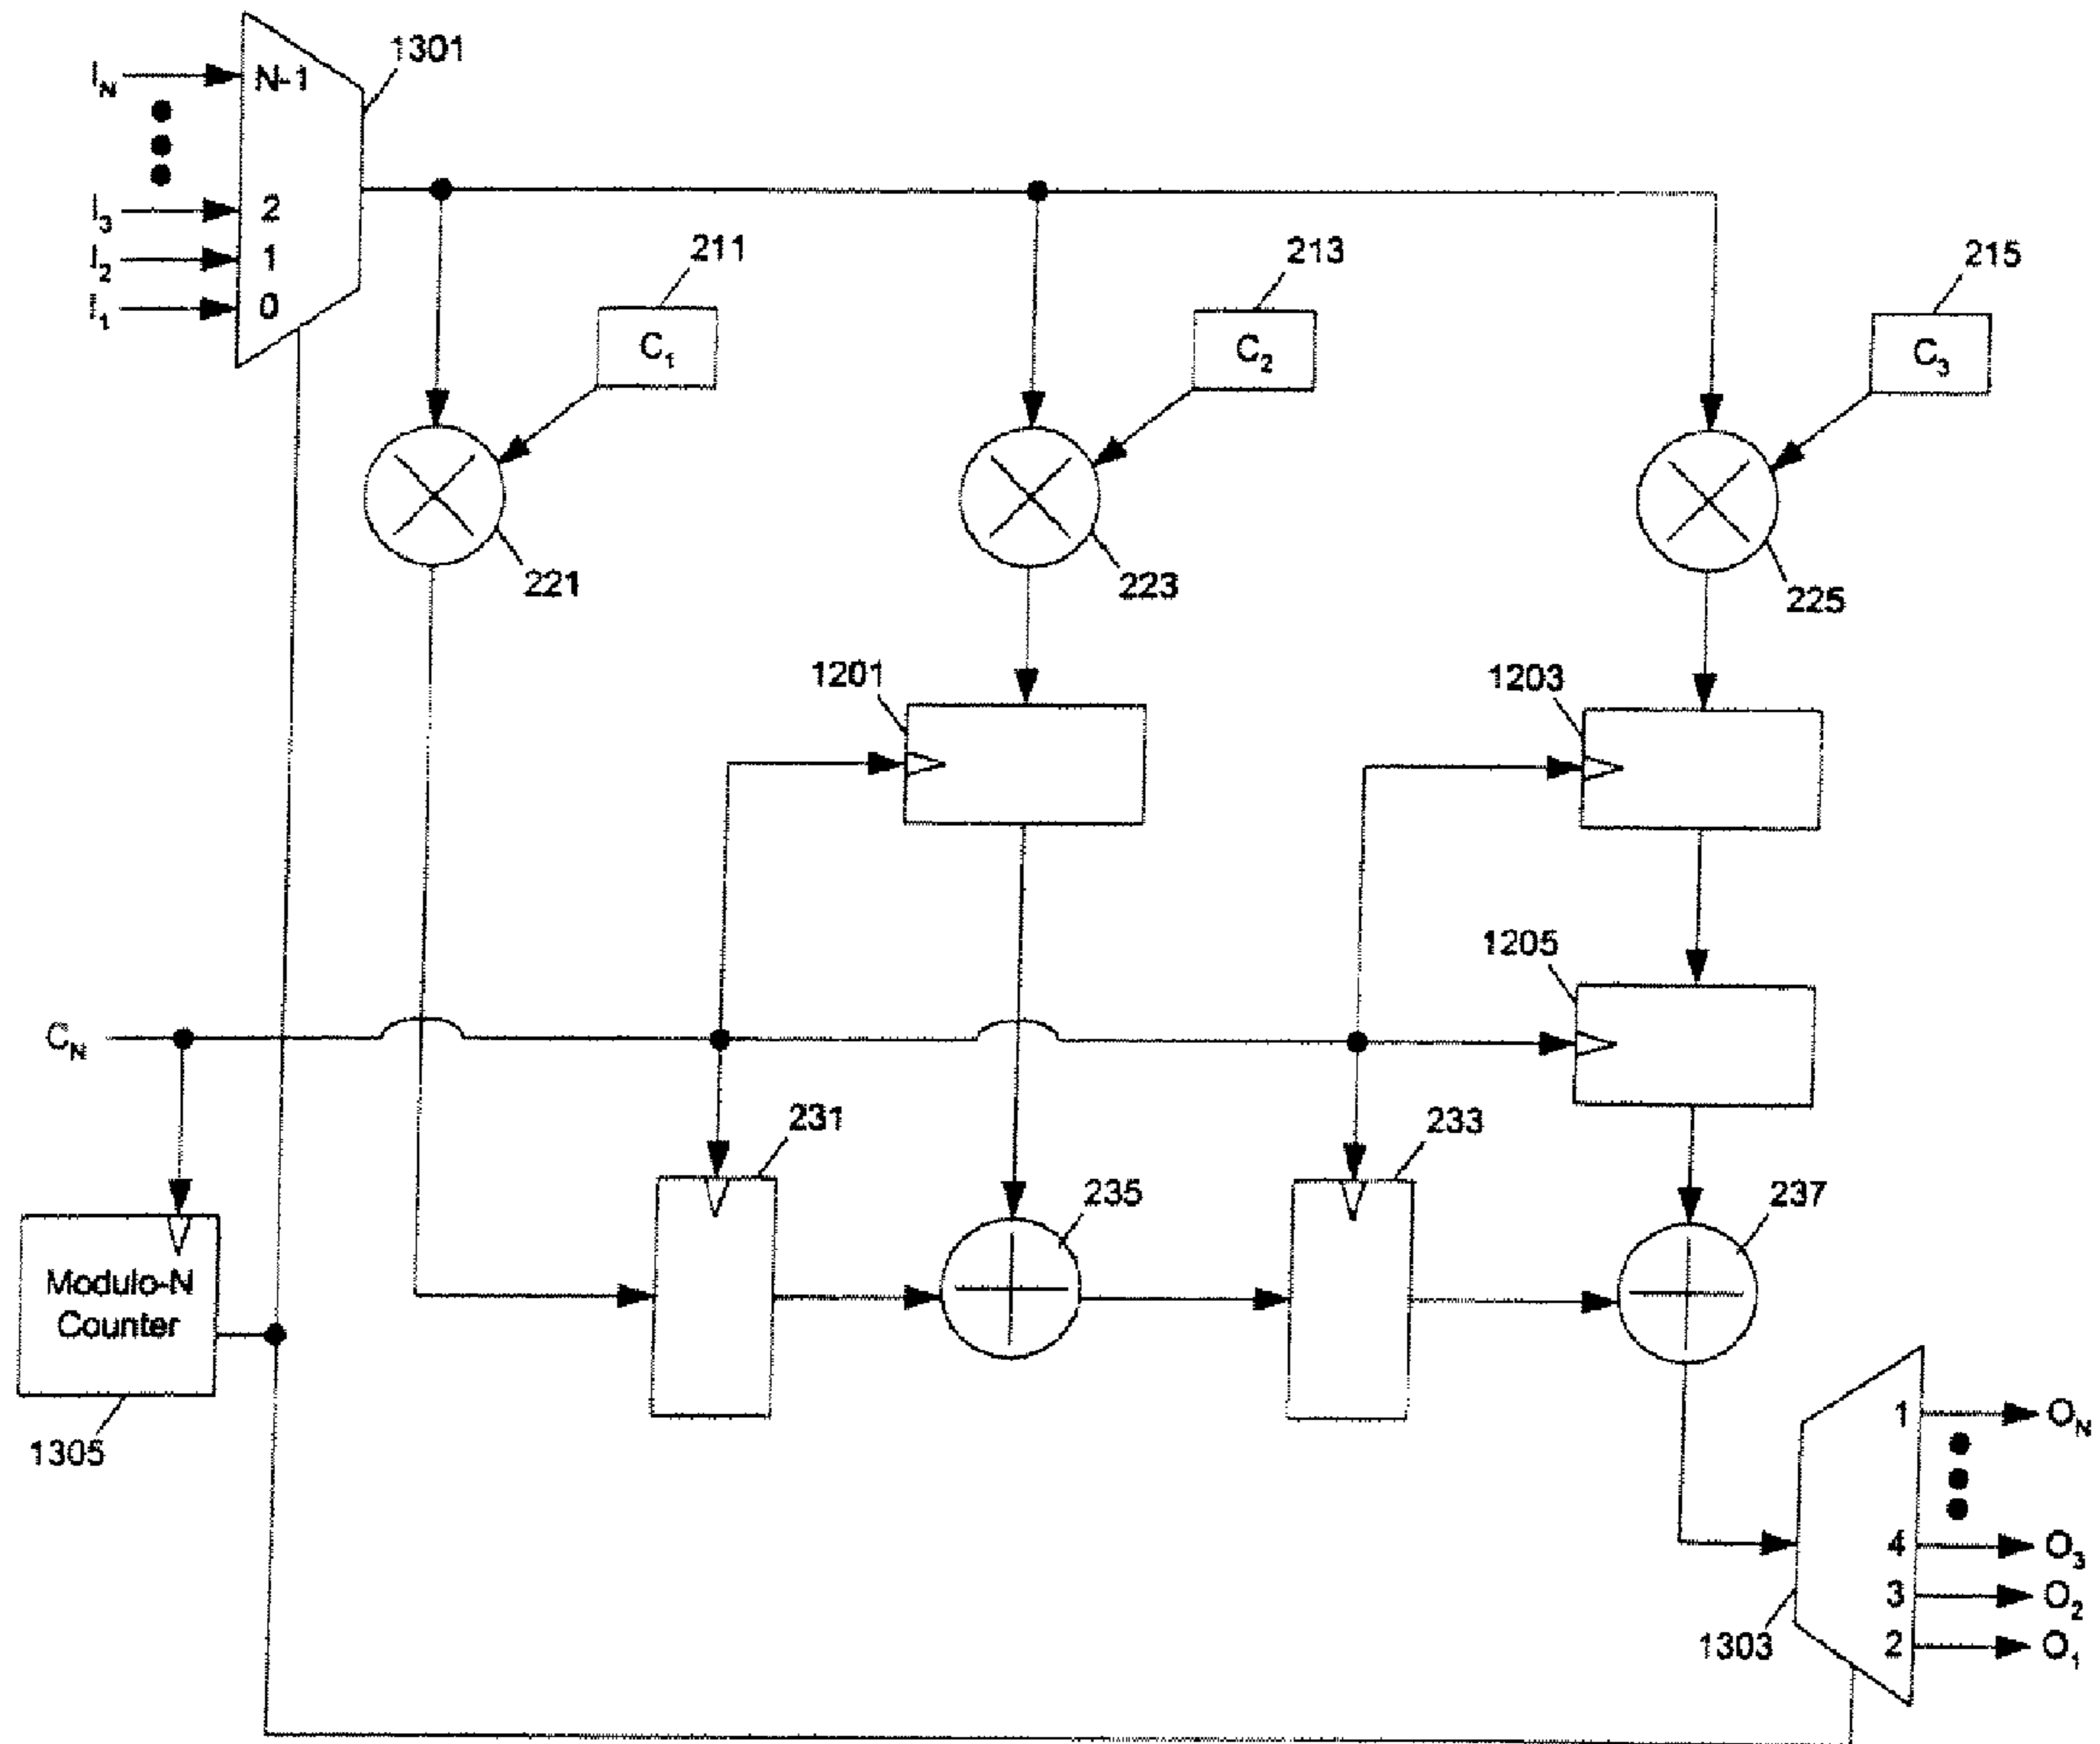 1301
I_N
N-1
I_3
2
I_2
1
I_1
0
211
C_1
213
C_2
215
C_3
221
223
225
1201
1203
1205
C_N
231
233
235
237
Modulo-N
Counter
1305
1
O_N
4
O_3
3
O_2
2
O_1
1303